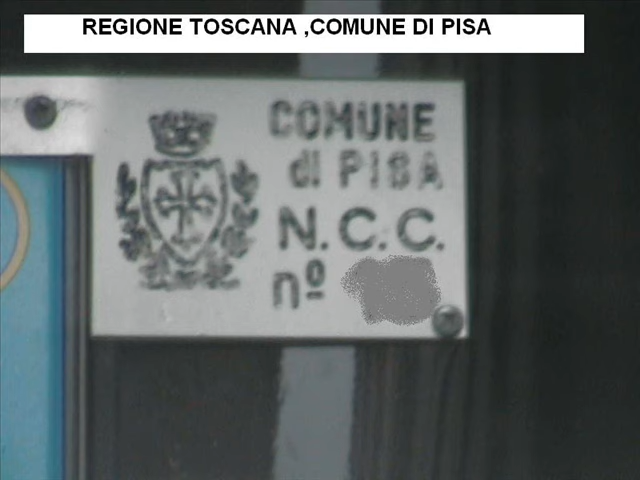 REGIONE TOSCANA ,COMUNE DI PISA
COMUNE
di PISA
N.C.C.
nº